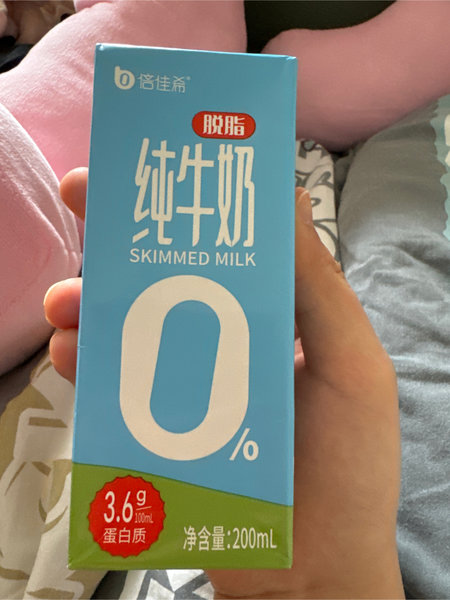 倍佳希®
脱脂
纯牛奶
SKIMMED MILK
0%
3.6g
/100mL
蛋白质
净含量:200mL